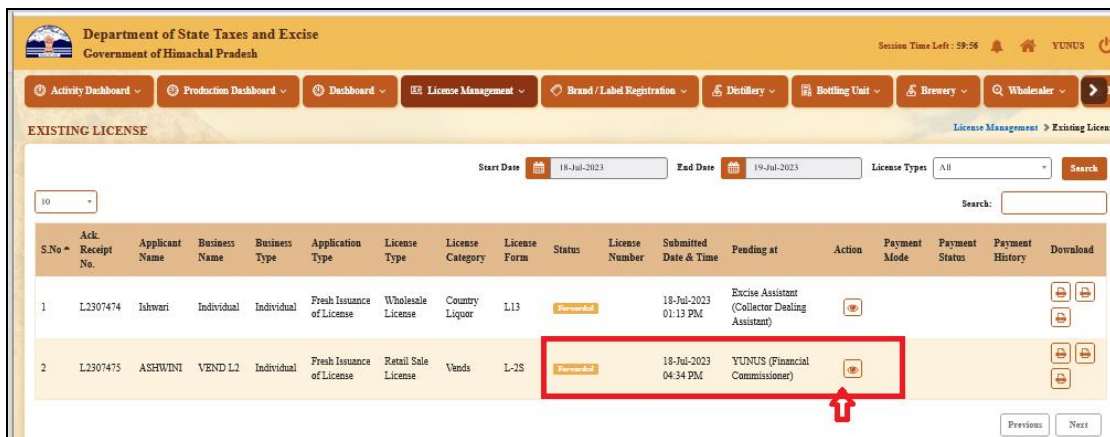 Department of State Taxes and Excise
Government of Himachal Pradesh
Session Time Left : 59:56 YUNUS
Activity Dashboard Production Dashboard Dashboard License Management Brand / Label Registration Distillery Bottling Unit Brewery Wholesaler
EXISTING LICENSE
License Management > Existing Licen
Start Date 18-Jul-2023 End Date 19-Jul-2023 License Types All Search
10 Search:
S.No Ack. Receipt No. Applicant Name Business Name Business Type Application Type License Type License Category License Form Status License Number Submitted Date & Time Pending at Action Payment Mode Payment Status Payment History Download
1 L2307474 Ishwari Individual Individual Fresh Issuance of License Wholesale License Country Liquor L13 Forwarded 18-Jul-2023 01:13 PM Excise Assistant (Collector Dealing Assistant)
2 L2307475 ASHWINI VEND L2 Individual Fresh Issuance of License Retail Sale License Vends L-2S Forwarded 18-Jul-2023 04:34 PM YUNUS (Financial Commissioner)
Previous Next